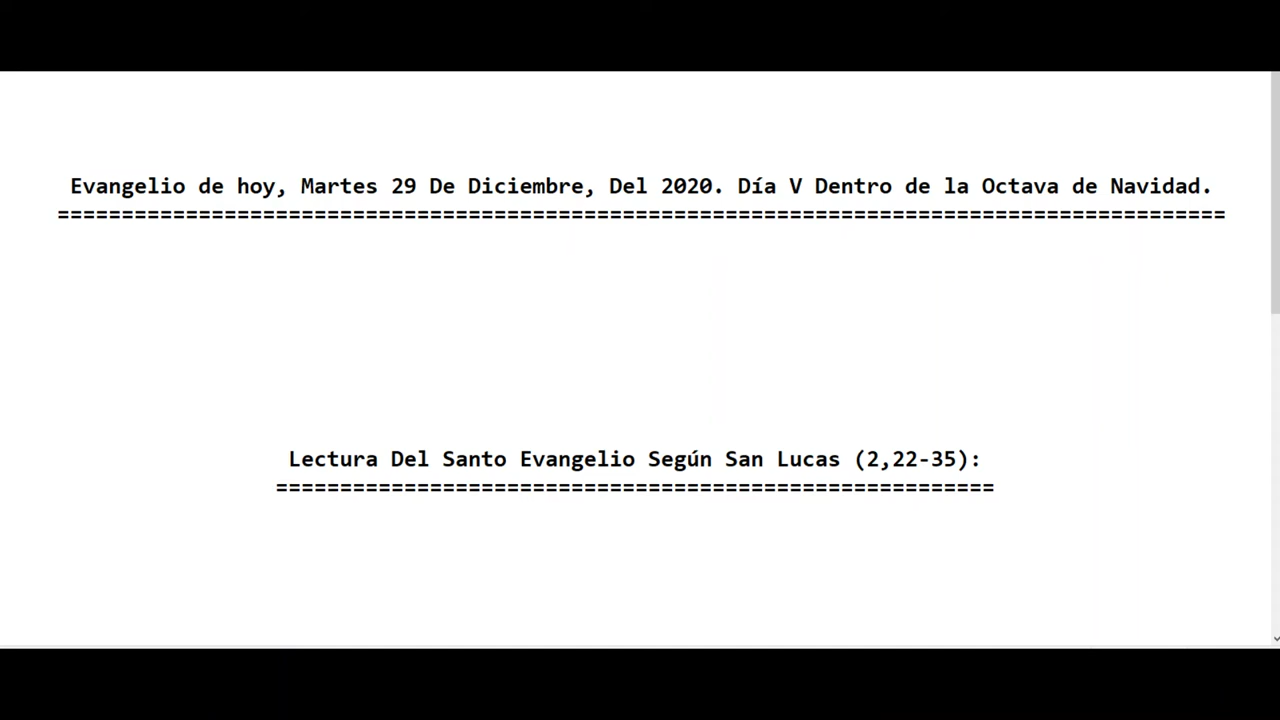 Evangelio de hoy, Martes 29 De Diciembre, Del 2020. Día V Dentro de la Octava de Navidad.
===========================================================================================
Lectura Del Santo Evangelio Según San Lucas (2,22-35):
========================================================